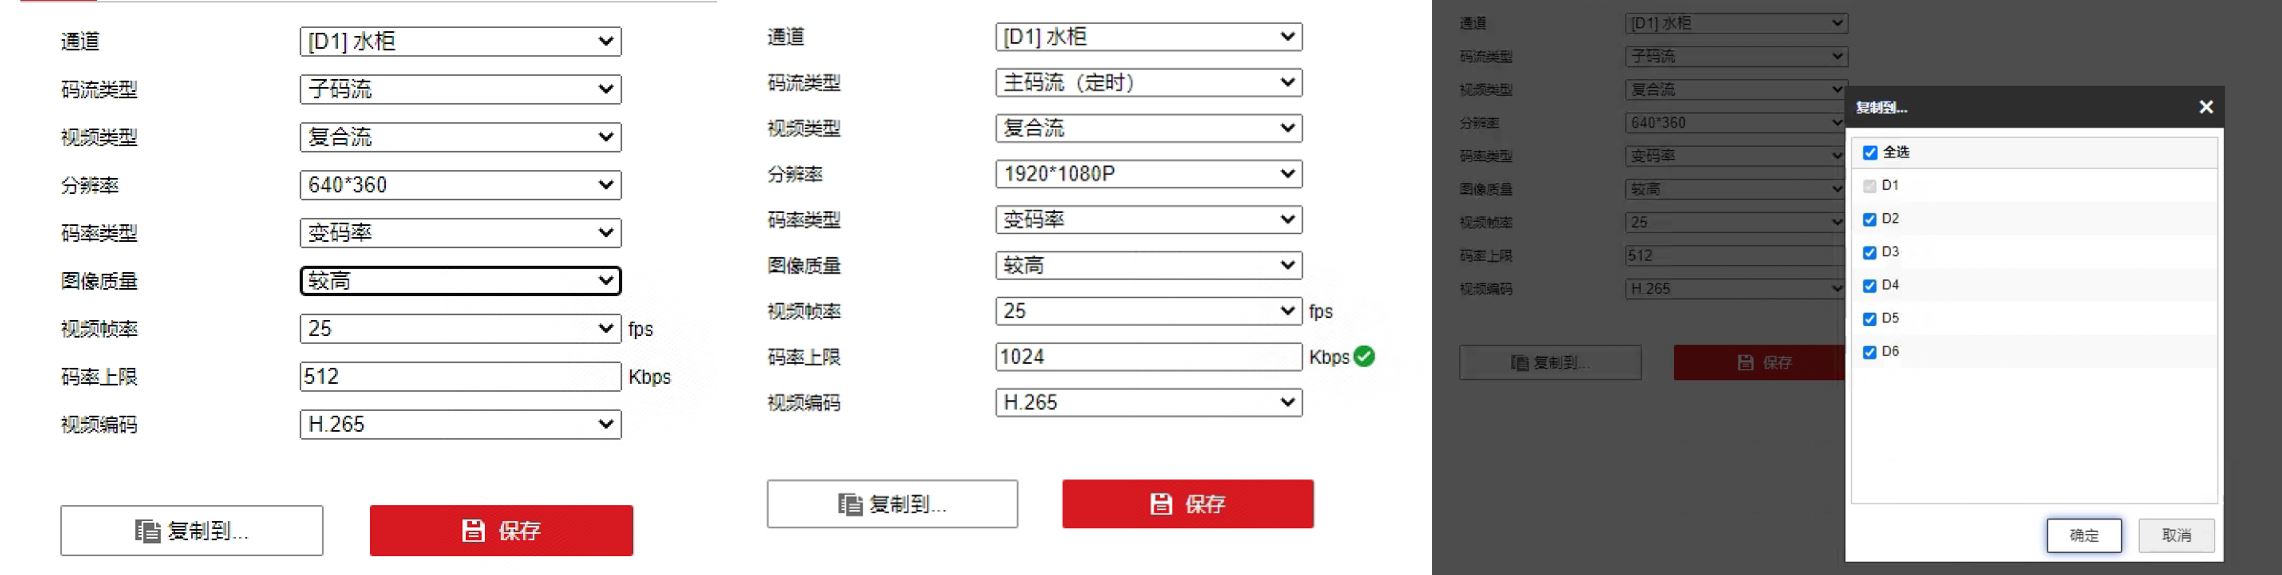 通道 [D1] 水柜
码流类型 子码流
视频类型 复合流
分辨率 640*360
码率类型 变码率
图像质量 较高
视频帧率 25 fps
码率上限 512 Kbps
视频编码 H.265
复制到... 保存
通道 [D1] 水柜
码流类型 主码流（定时）
视频类型 复合流
分辨率 1920*1080P
码率类型 变码率
图像质量 较高
视频帧率 25 fps
码率上限 1024 Kbps
视频编码 H.265
复制到... 保存
通道 [D1] 水柜
码流类型 子码流
视频类型 复合流
分辨率 640*360
码率类型 变码率
图像质量 较高
视频帧率 25
码率上限 512
视频编码 H.265
复制到... 保存
复制到...
全选
D1
D2
D3
D4
D5
D6
确定 取消